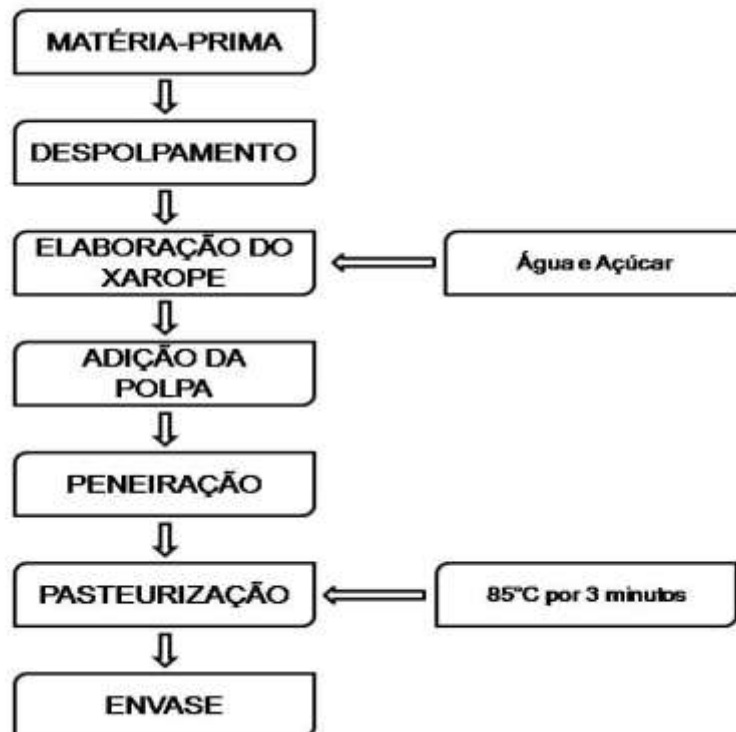 MATÉRIA-PRIMA
DESPOLPAMENTO
ELABORAÇÃO DO
XAROPE
Água e Açúcar
ADIÇÃO DA
POLPA
PENEIRAÇÃO
PASTEURIZAÇÃO
85°C por 3 minutos
ENVASE